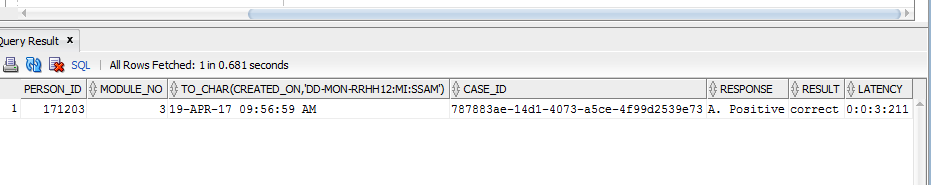 Query Result x
SQL | All Rows Fetched: 1 in 0.681 seconds
PERSON_ID MODULE_NO TO_CHAR(CREATED_ON,'DD-MON-RRHH12:MI:SSAM') CASE_ID RESPONSE RESULT LATENCY
1 171203 3 19-APR-17 09:56:59 AM 787883ae-14d1-4073-a5ce-4f99d2539e73 A. Positive correct 0:0:3:211